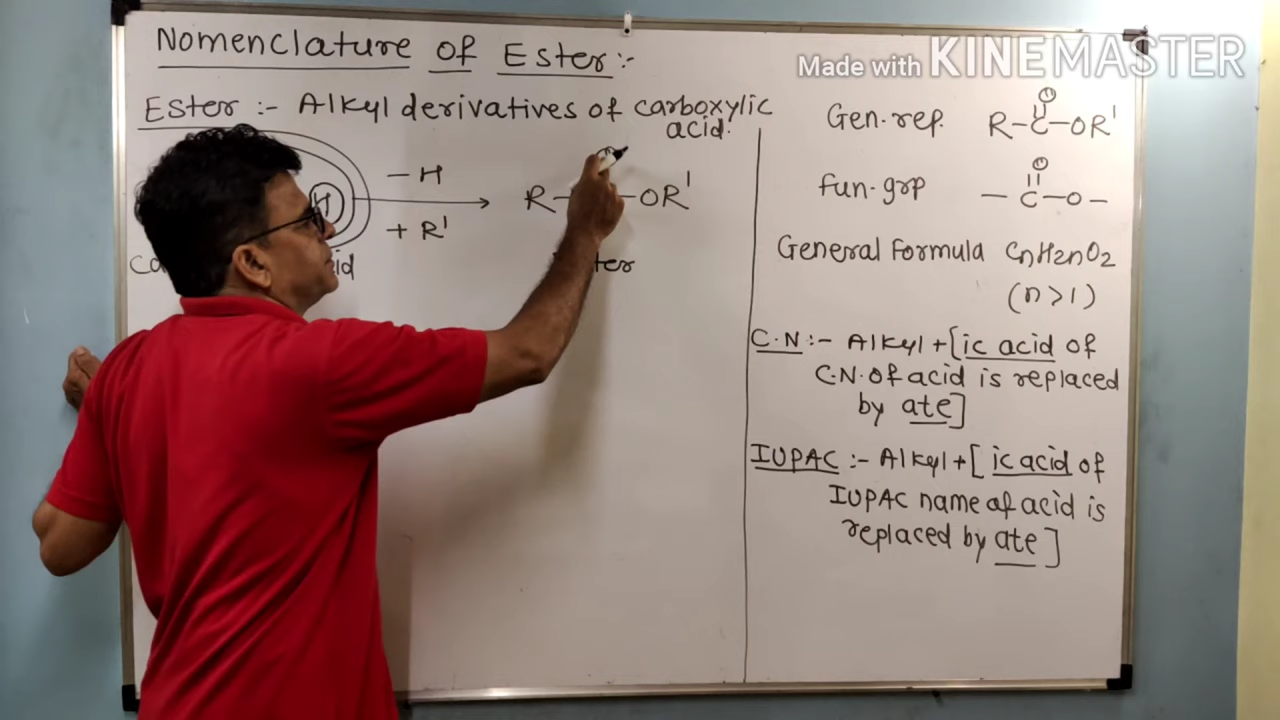 Nomenclature of Ester :-
Made with KINEMASTER
Ester :- Alkyl derivatives of carboxylic
acid.
H
- H
+ R'
R - OR'
Gen. rep. R-C-OR'
O
Fun-grp -C-O-
O
General Formula CnH2nO2
(n>1)
C.N :- Alkyl + [ic acid of
C.N. of acid is replaced
by ate]
IUPAC :- Alkyl + [ic acid of
IUPAC name of acid is
replaced by ate]